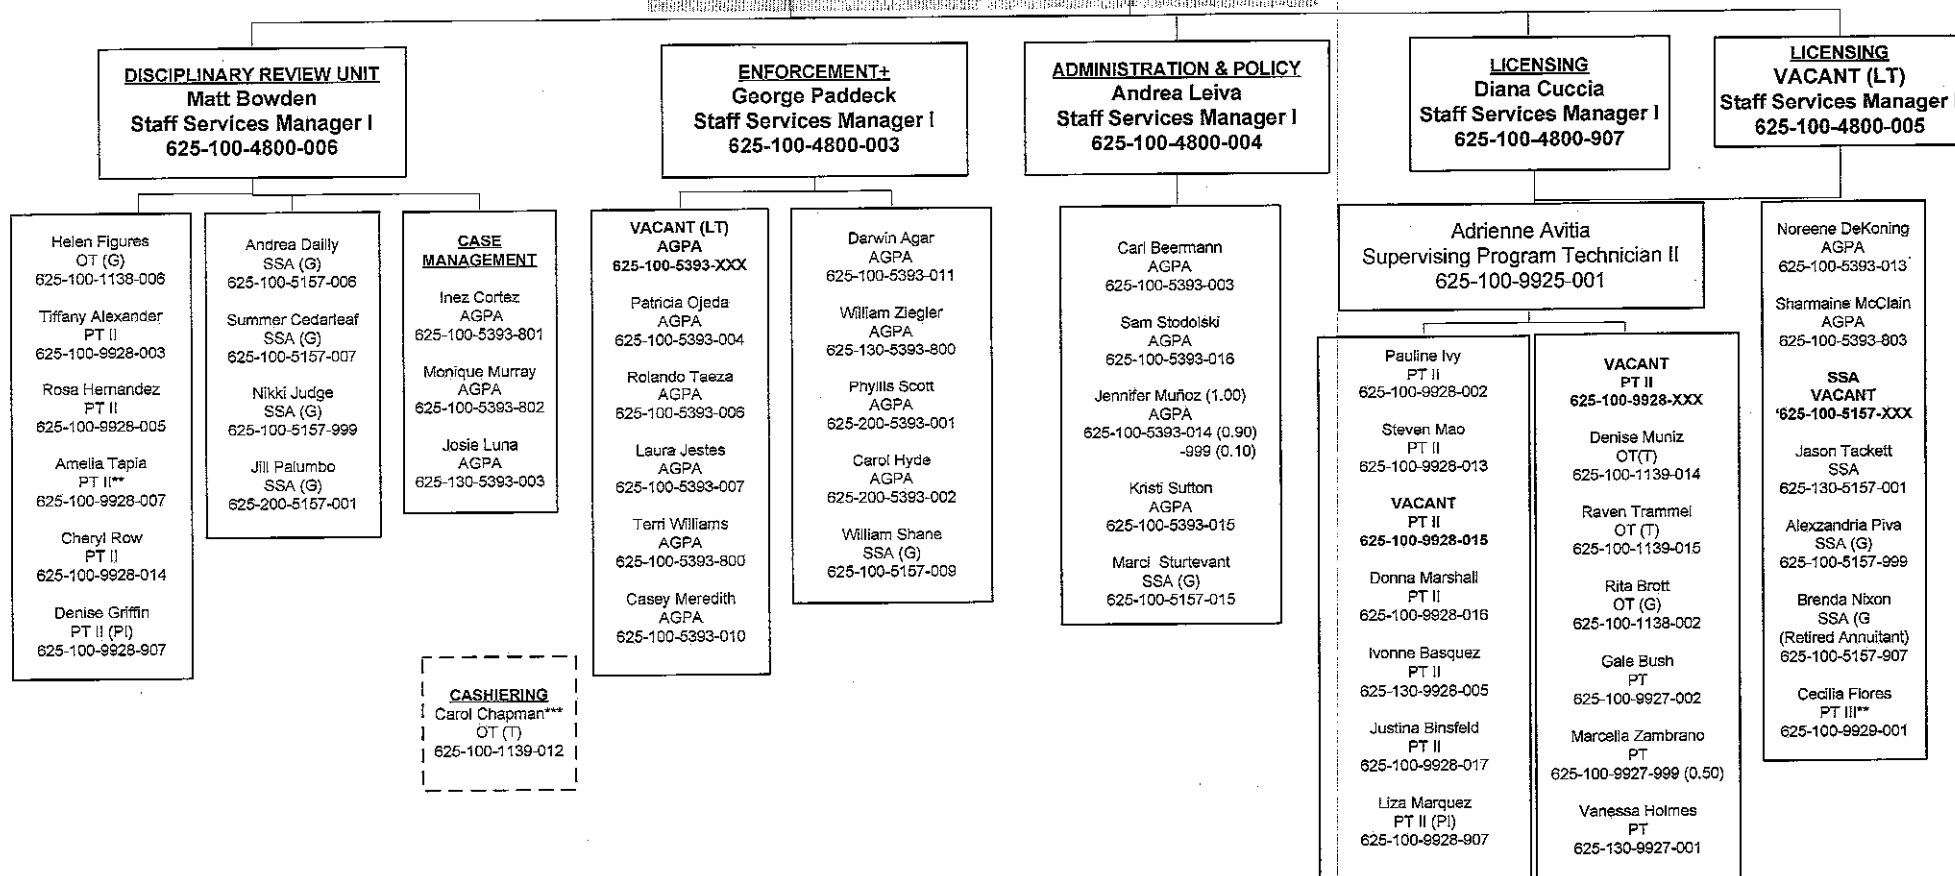 DISCIPLINARY REVIEW UNIT
Matt Bowden
Staff Services Manager I
625-100-4800-006
ENFORCEMENT+
George Paddeck
Staff Services Manager I
625-100-4800-003
ADMINISTRATION & POLICY
Andrea Leiva
Staff Services Manager I
625-100-4800-004
LICENSING
Diana Cuccia
Staff Services Manager I
625-100-4800-907
LICENSING
VACANT (LT)
Staff Services Manager I
625-100-4800-005
Helen Figures
OT (G)
625-100-1138-006
Tiffany Alexander
PT II
625-100-9928-003
Rosa Hernandez
PT II
625-100-9928-005
Amelia Tapia
PT II**
625-100-9928-007
Cheryl Row
PT II
625-100-9928-014
Denise Griffin
PT II (PI)
625-100-9928-907
Andrea Dailly
SSA (G)
625-100-5157-006
Summer Cedarleaf
SSA (G)
625-100-5157-007
Nikki Judge
SSA (G)
625-100-5157-999
Jill Palumbo
SSA (G)
625-200-5157-001
CASE
MANAGEMENT
Inez Cortez
AGPA
625-100-5393-801
Monique Murray
AGPA
625-100-5393-802
Josie Luna
AGPA
625-130-5393-003
CASHIERING
Carol Chapman***
OT (T)
625-100-1139-012
VACANT (LT)
AGPA
625-100-5393-XXX
Patricia Ojeda
AGPA
625-100-5393-004
Rolando Taeza
AGPA
625-100-5393-006
Laura Jestes
AGPA
625-100-5393-007
Terri Williams
AGPA
625-100-5393-800
Casey Meredith
AGPA
625-100-5393-010
Darwin Agar
AGPA
625-100-5393-011
William Ziegler
AGPA
625-130-5393-800
Phyllis Scott
AGPA
625-200-5393-001
Carol Hyde
AGPA
625-200-5393-002
William Shane
SSA (G)
625-100-5157-009
Carl Beermann
AGPA
625-100-5393-003
Sam Stodolski
AGPA
625-100-5393-016
Jennifer Muñoz (1.00)
AGPA
625-100-5393-014 (0.90)
-999 (0.10)
Kristi Sutton
AGPA
625-100-5393-015
Marci Sturtevant
SSA (G)
625-100-5157-015
Adrienne Avitia
Supervising Program Technician II
625-100-9925-001
Pauline Ivy
PT II
625-100-9928-002
Steven Mao
PT II
625-100-9928-013
VACANT
PT II
625-100-9928-015
Donna Marshall
PT II
625-100-9928-016
Ivonne Basquez
PT II
625-130-9928-005
Justina Binsfeld
PT II
625-100-9928-017
Liza Marquez
PT II (PI)
625-100-9928-907
VACANT
PT II
625-100-9928-XXX
Denise Muniz
OT(T)
625-100-1139-014
Raven Trammel
OT (T)
625-100-1139-015
Rita Brott
OT (G)
625-100-1138-002
Gale Bush
PT
625-100-9927-002
Marcella Zambrano
PT
625-100-9927-999 (0.50)
Vanessa Holmes
PT
625-130-9927-001
Noreene DeKoning
AGPA
625-100-5393-013
Sharmaine McClain
AGPA
625-100-5393-803
SSA
VACANT
'625-100-5157-XXX
Jason Tackett
SSA
625-130-5157-001
Alexzandria Piva
SSA (G)
625-100-5157-999
Brenda Nixon
SSA (G
(Retired Annuitant)
625-100-5157-907
Cecilia Flores
PT III**
625-100-9929-001